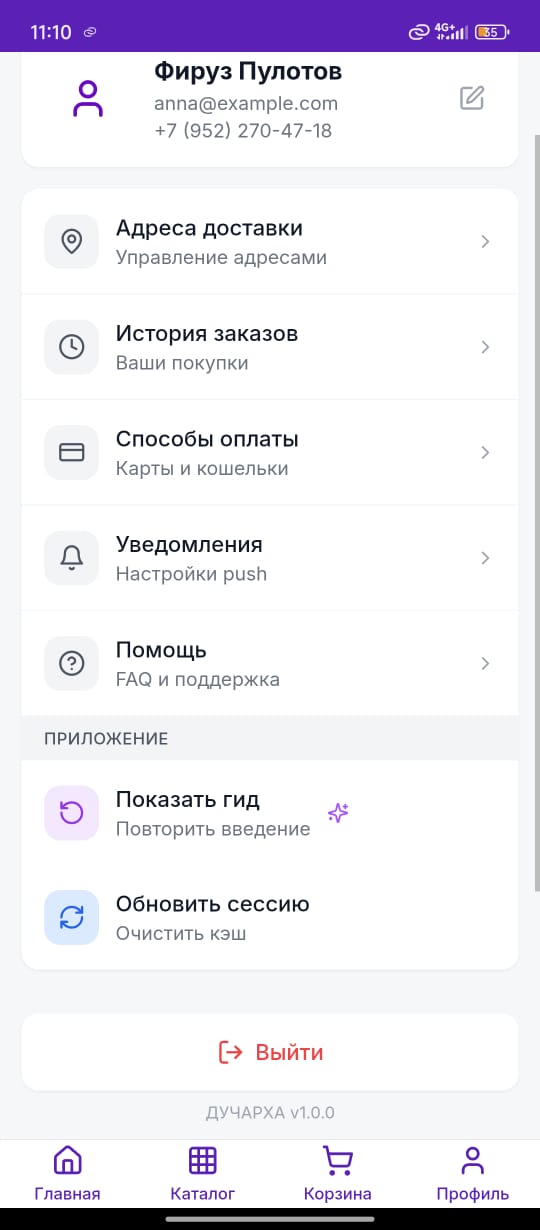 11:10
4G+
35
Фируз Пулотов
anna@example.com
+7 (952) 270-47-18
Адреса доставки
Управление адресами
История заказов
Ваши покупки
Способы оплаты
Карты и кошельки
Уведомления
Настройки push
Помощь
FAQ и поддержка
ПРИЛОЖЕНИЕ
Показать гид
Повторить введение
Обновить сессию
Очистить кэш
Выйти
ДУЧАРХА v1.0.0
Главная
Каталог
Корзина
Профиль